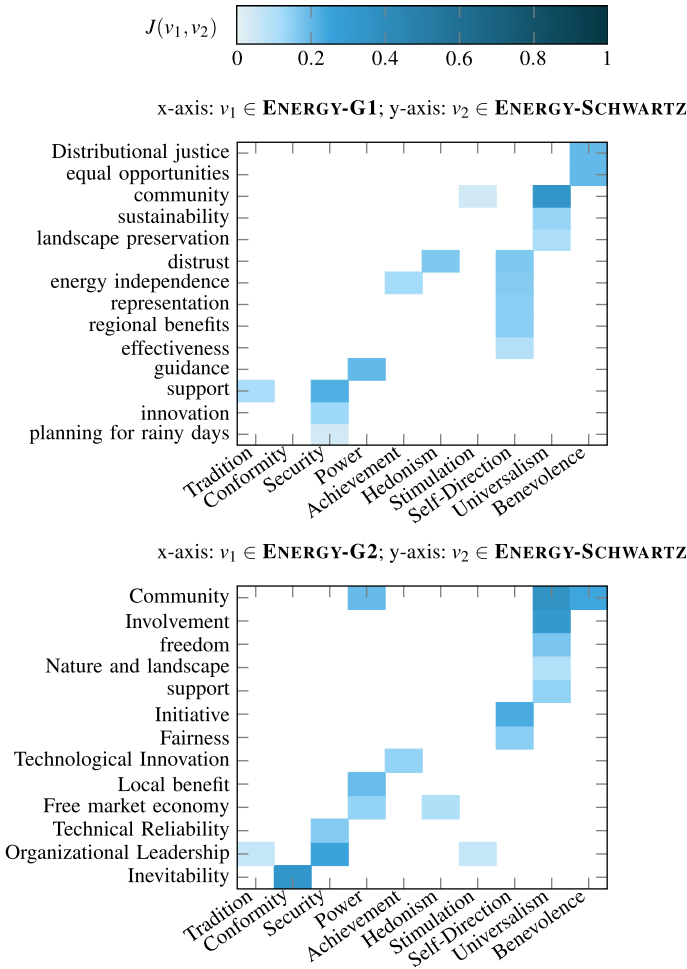 J(v1, v2)
0 0.2 0.4 0.6 0.8 1
x-axis: v1 ∈ ENERGY-G1; y-axis: v2 ∈ ENERGY-SCHWARTZ
Distributional justice
equal opportunities
community
sustainability
landscape preservation
distrust
energy independence
representation
regional benefits
effectiveness
guidance
support
innovation
planning for rainy days
Tradition
Conformity
Security
Power
Achievement
Hedonism
Stimulation
Self-Direction
Universalism
Benevolence
x-axis: v1 ∈ ENERGY-G2; y-axis: v2 ∈ ENERGY-SCHWARTZ
Community
Involvement
freedom
Nature and landscape
support
Initiative
Fairness
Technological Innovation
Local benefit
Free market economy
Technical Reliability
Organizational Leadership
Inevitability
Tradition
Conformity
Security
Power
Achievement
Hedonism
Stimulation
Self-Direction
Universalism
Benevolence